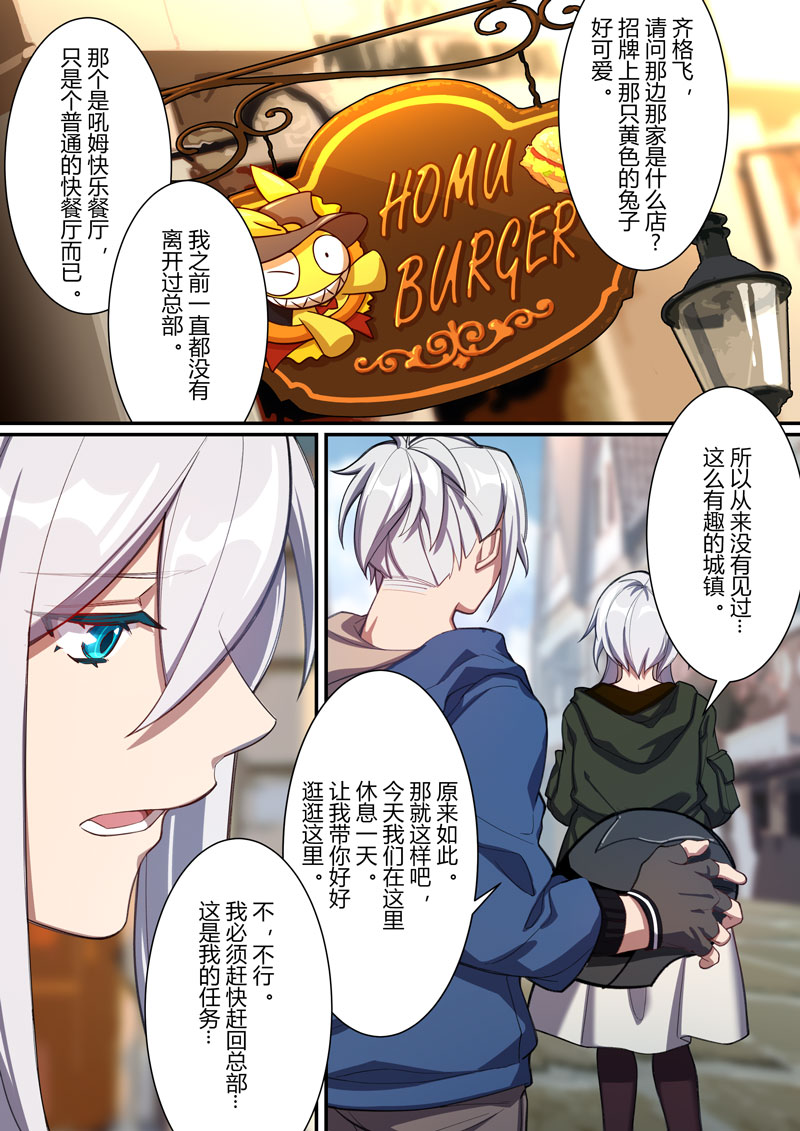 齐格飞，
请问那边那家是什么店？
招牌上那只黄色的兔子
好可爱。
HOMU
BURGER
那个是吼姆快乐餐厅，
只是个普通的快餐厅而已。
我之前一直都没有
离开过总部。
所以从来没有见过…
这么有趣的城镇。
原来如此。
那就这样吧，
今天我们在这里
休息一天。
让我带你好好
逛逛这里。
不，不行。
我必须赶快赶回总部…
这是我的任务…